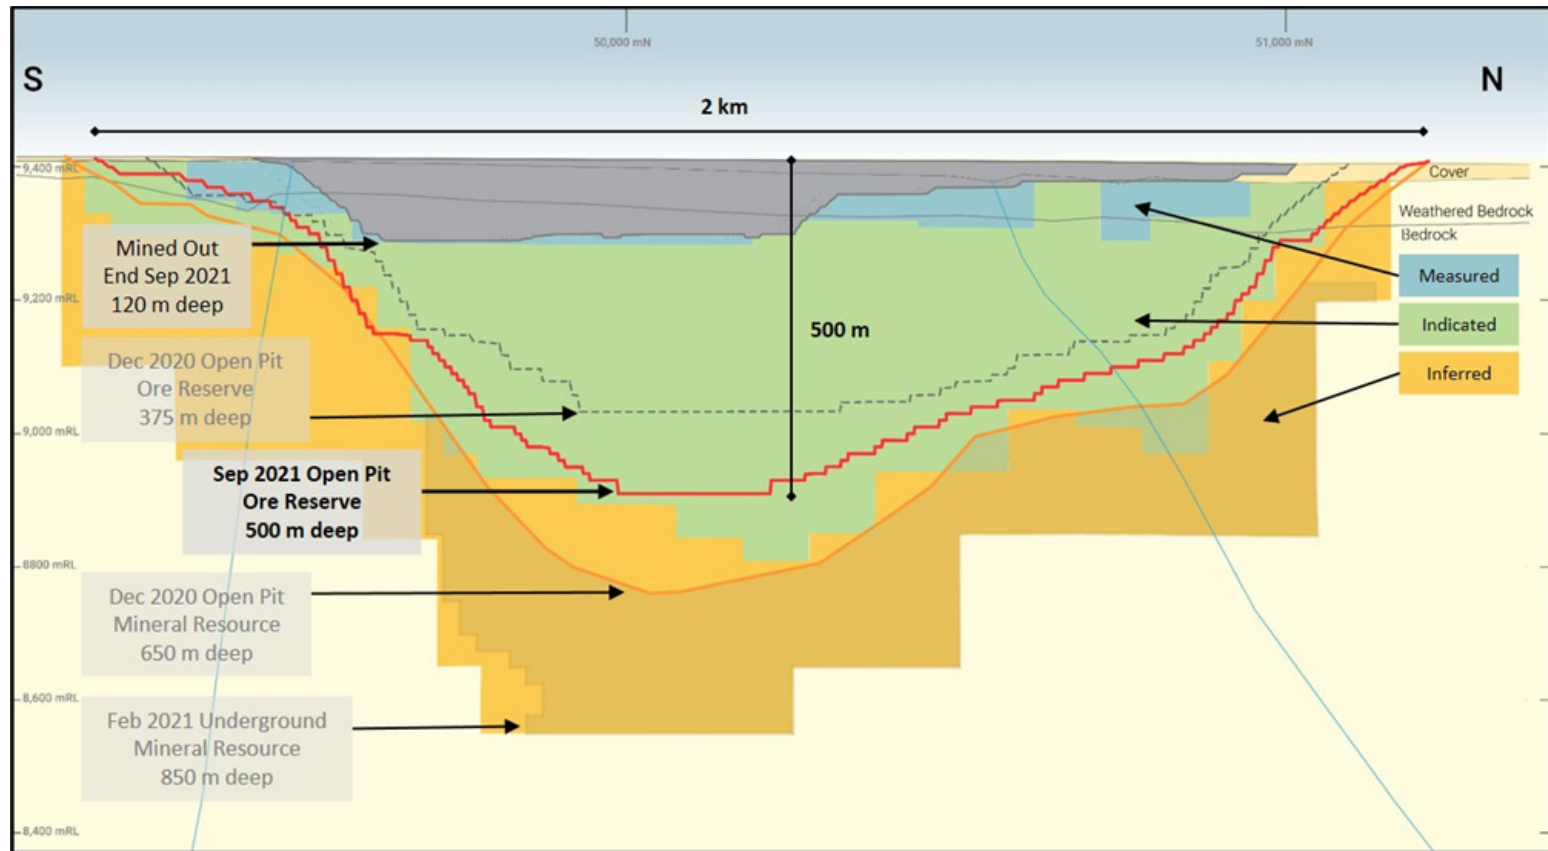 50,000 mN
51,000 mN
S
N
2 km
9,400 mRL
Cover
Weathered Bedrock
Bedrock
Mined Out
End Sep 2021
120 m deep
Measured
9,200 mRL
500 m
Indicated
Dec 2020 Open Pit
Ore Reserve
375 m deep
Inferred
9,000 mRL
Sep 2021 Open Pit
Ore Reserve
500 m deep
8800 mRL
Dec 2020 Open Pit
Mineral Resource
650 m deep
8,600 mRL
Feb 2021 Underground
Mineral Resource
850 m deep
8,400 mRL